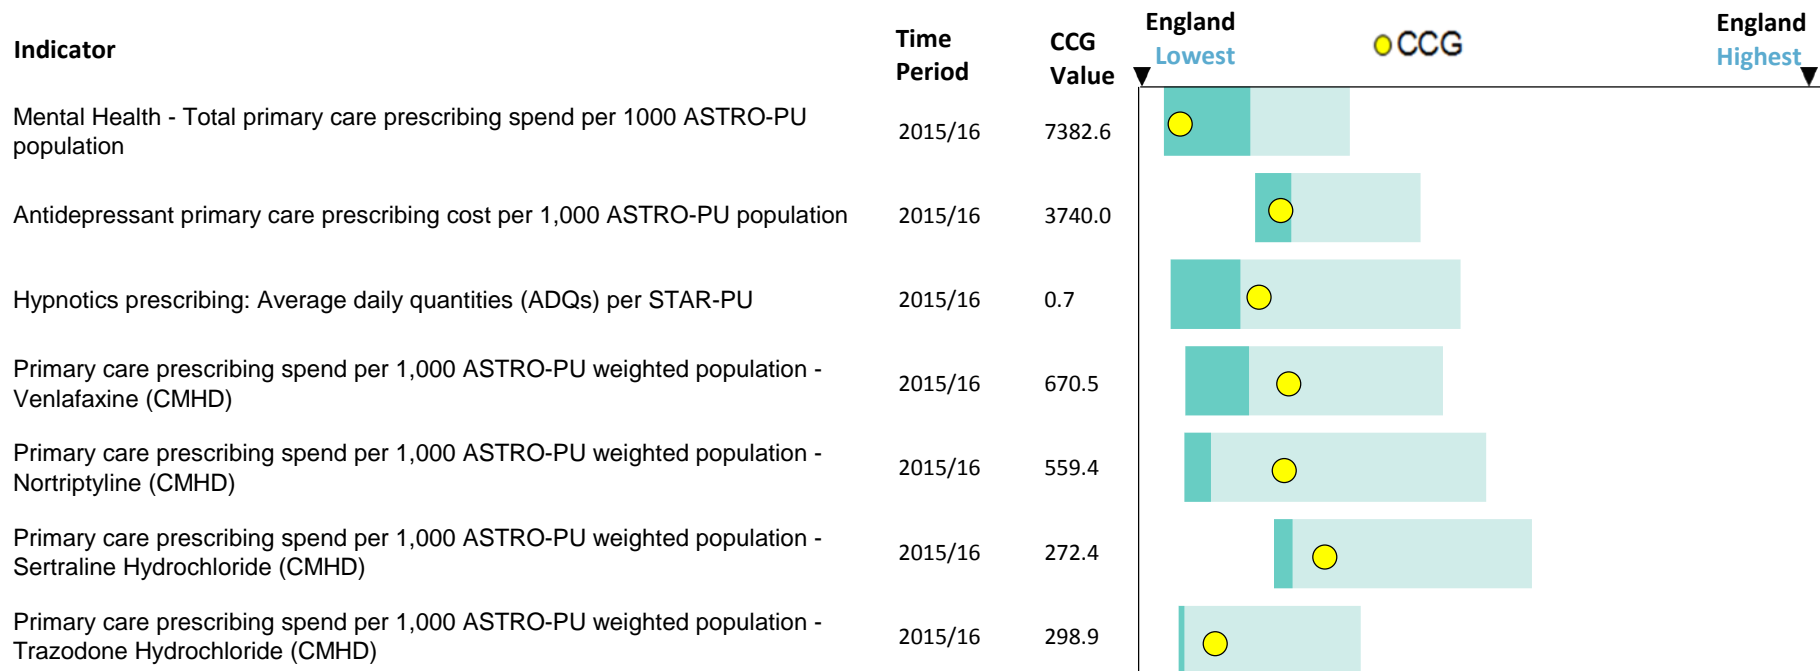 Indicator
Time
Period
CCG
Value
England
Lowest
CCG
England
Highest
Mental Health - Total primary care prescribing spend per 1000 ASTRO-PU
population
2015/16
7382.6
Antidepressant primary care prescribing cost per 1,000 ASTRO-PU population
2015/16
3740.0
Hypnotics prescribing: Average daily quantities (ADQs) per STAR-PU
2015/16
0.7
Primary care prescribing spend per 1,000 ASTRO-PU weighted population -
Venlafaxine (CMHD)
2015/16
670.5
Primary care prescribing spend per 1,000 ASTRO-PU weighted population -
Nortriptyline (CMHD)
2015/16
559.4
Primary care prescribing spend per 1,000 ASTRO-PU weighted population -
Sertraline Hydrochloride (CMHD)
2015/16
272.4
Primary care prescribing spend per 1,000 ASTRO-PU weighted population -
Trazodone Hydrochloride (CMHD)
2015/16
298.9